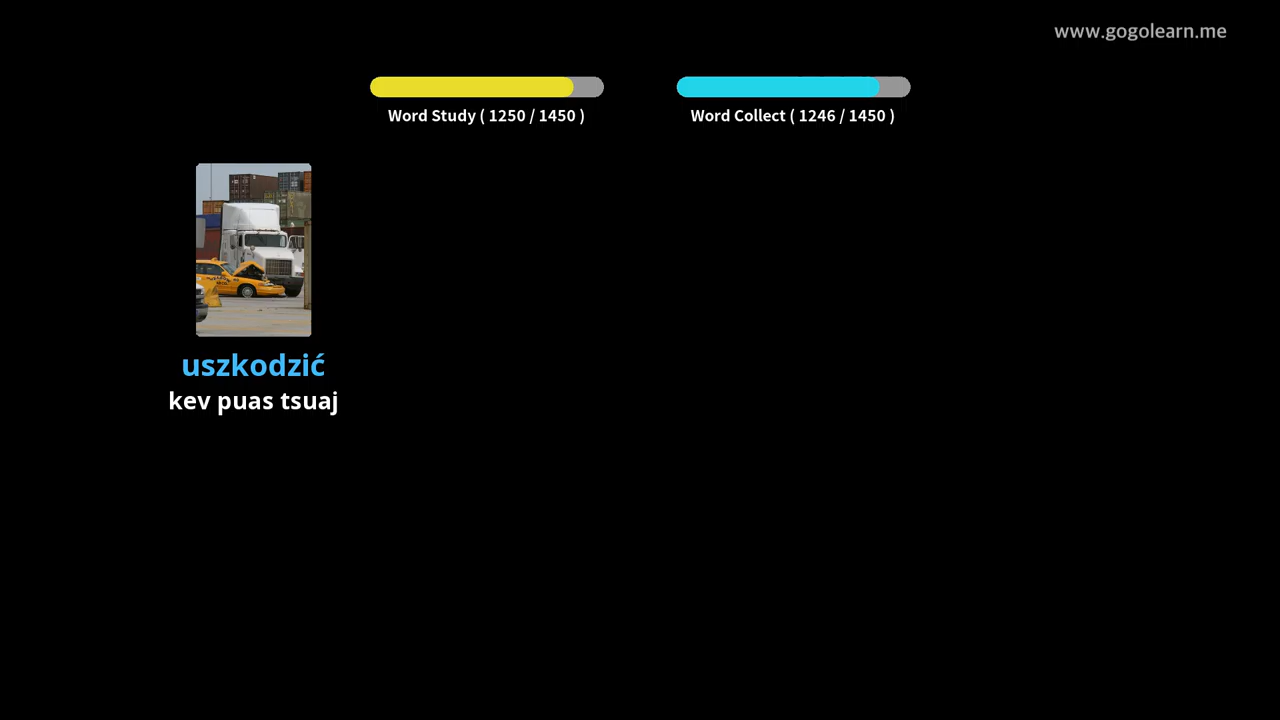 www.gogolearn.me
Word Study ( 1250 / 1450 )
Word Collect ( 1246 / 1450 )
uszkodzić
kev puas tsuaj